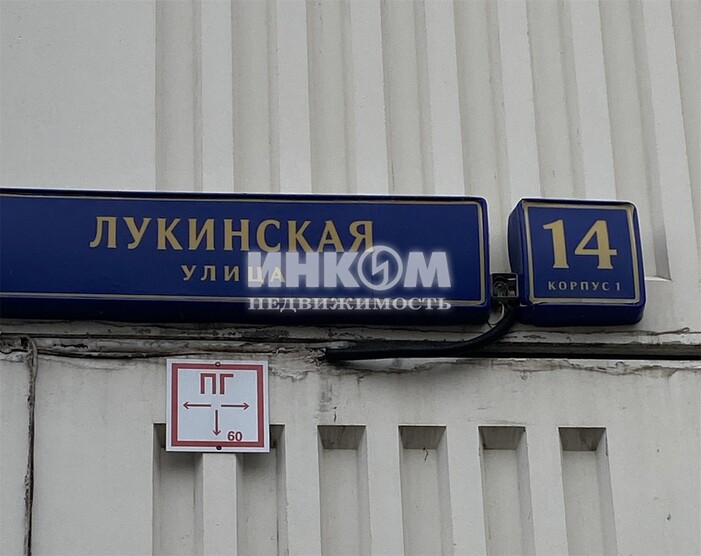 ЛУКИНСКАЯ
УЛИЦА
14
КОРПУС 1
ИНКОМ
НЕДВИЖИМОСТЬ
ПГ
60